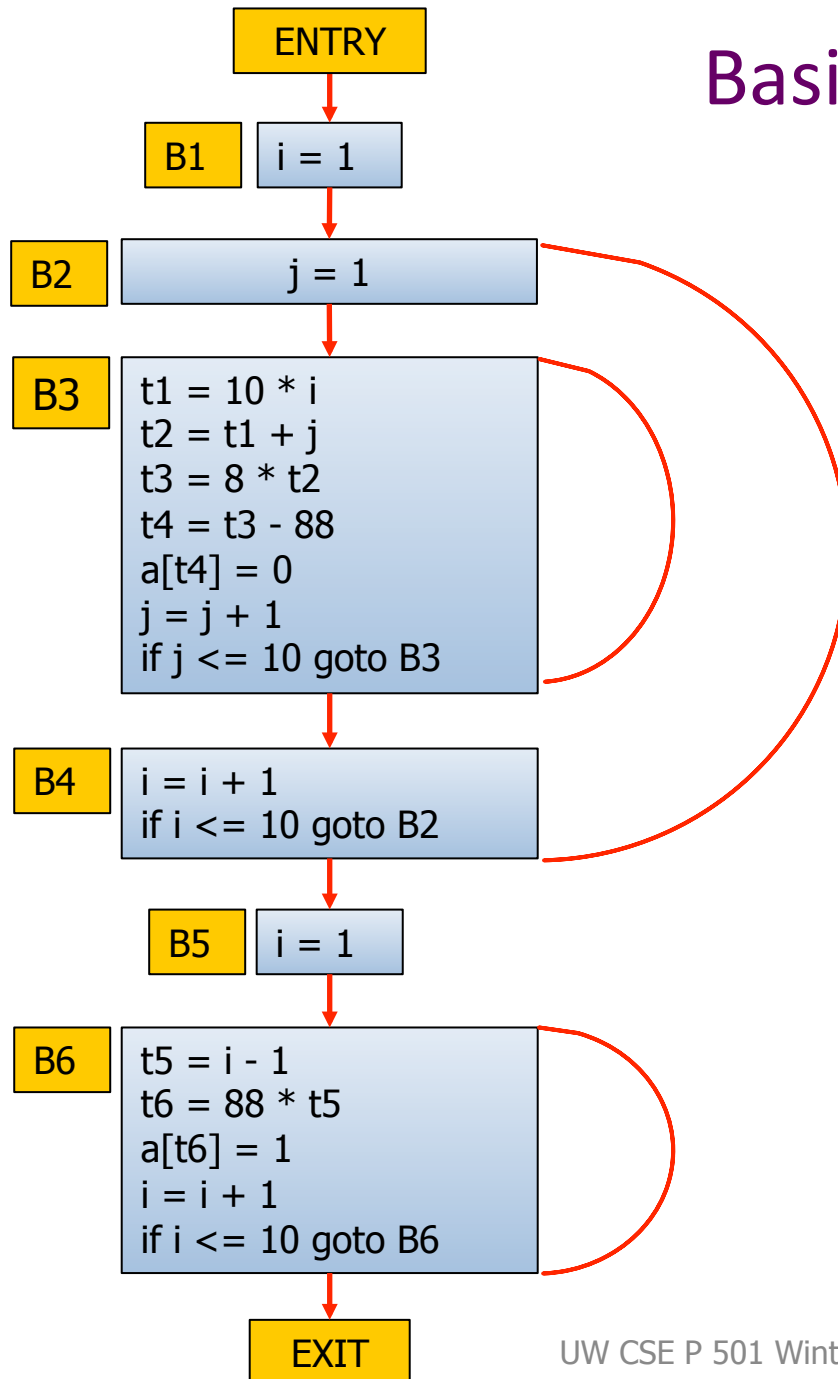 ENTRY
Basi
B1
i = 1
B2
j = 1
B3
t1 = 10 * i
t2 = t1 + j
t3 = 8 * t2
t4 = t3 - 88
a[t4] = 0
j = j + 1
if j <= 10 goto B3
B4
i = i + 1
if i <= 10 goto B2
B5
i = 1
B6
t5 = i - 1
t6 = 88 * t5
a[t6] = 1
i = i + 1
if i <= 10 goto B6
EXIT
UW CSE P 501 Wint